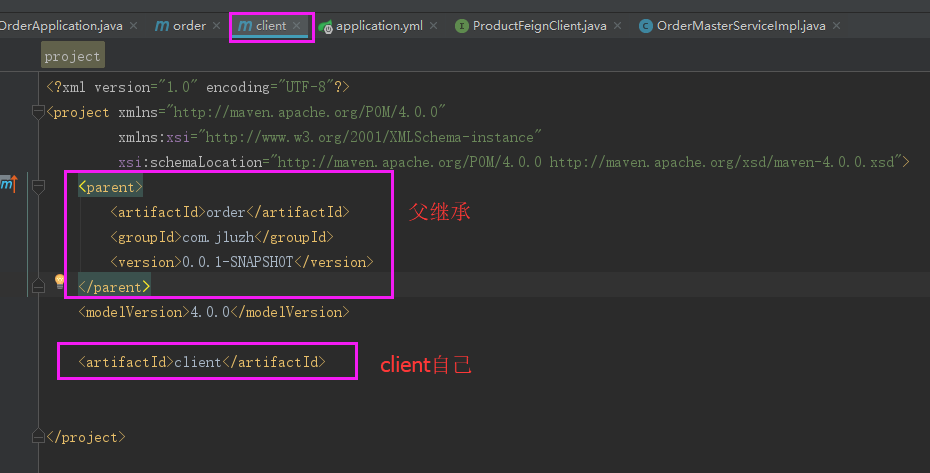 OrderApplication.java × m order × m client × application.yml × I ProductFeignClient.java × C OrderMasterServiceImpl.java ×
project
<?xml version="1.0" encoding="UTF-8"?>
<project xmlns="http://maven.apache.org/POM/4.0.0"
xmlns:xsi="http://www.w3.org/2001/XMLSchema-instance"
xsi:schemaLocation="http://maven.apache.org/POM/4.0.0 http://maven.apache.org/xsd/maven-4.0.0.xsd">
m <parent>
<artifactId>order</artifactId> 父继承
<groupId>com.jluzh</groupId>
<version>0.0.1-SNAPSHOT</version>
</parent>
<modelVersion>4.0.0</modelVersion>
<artifactId>client</artifactId> client自己
</project>